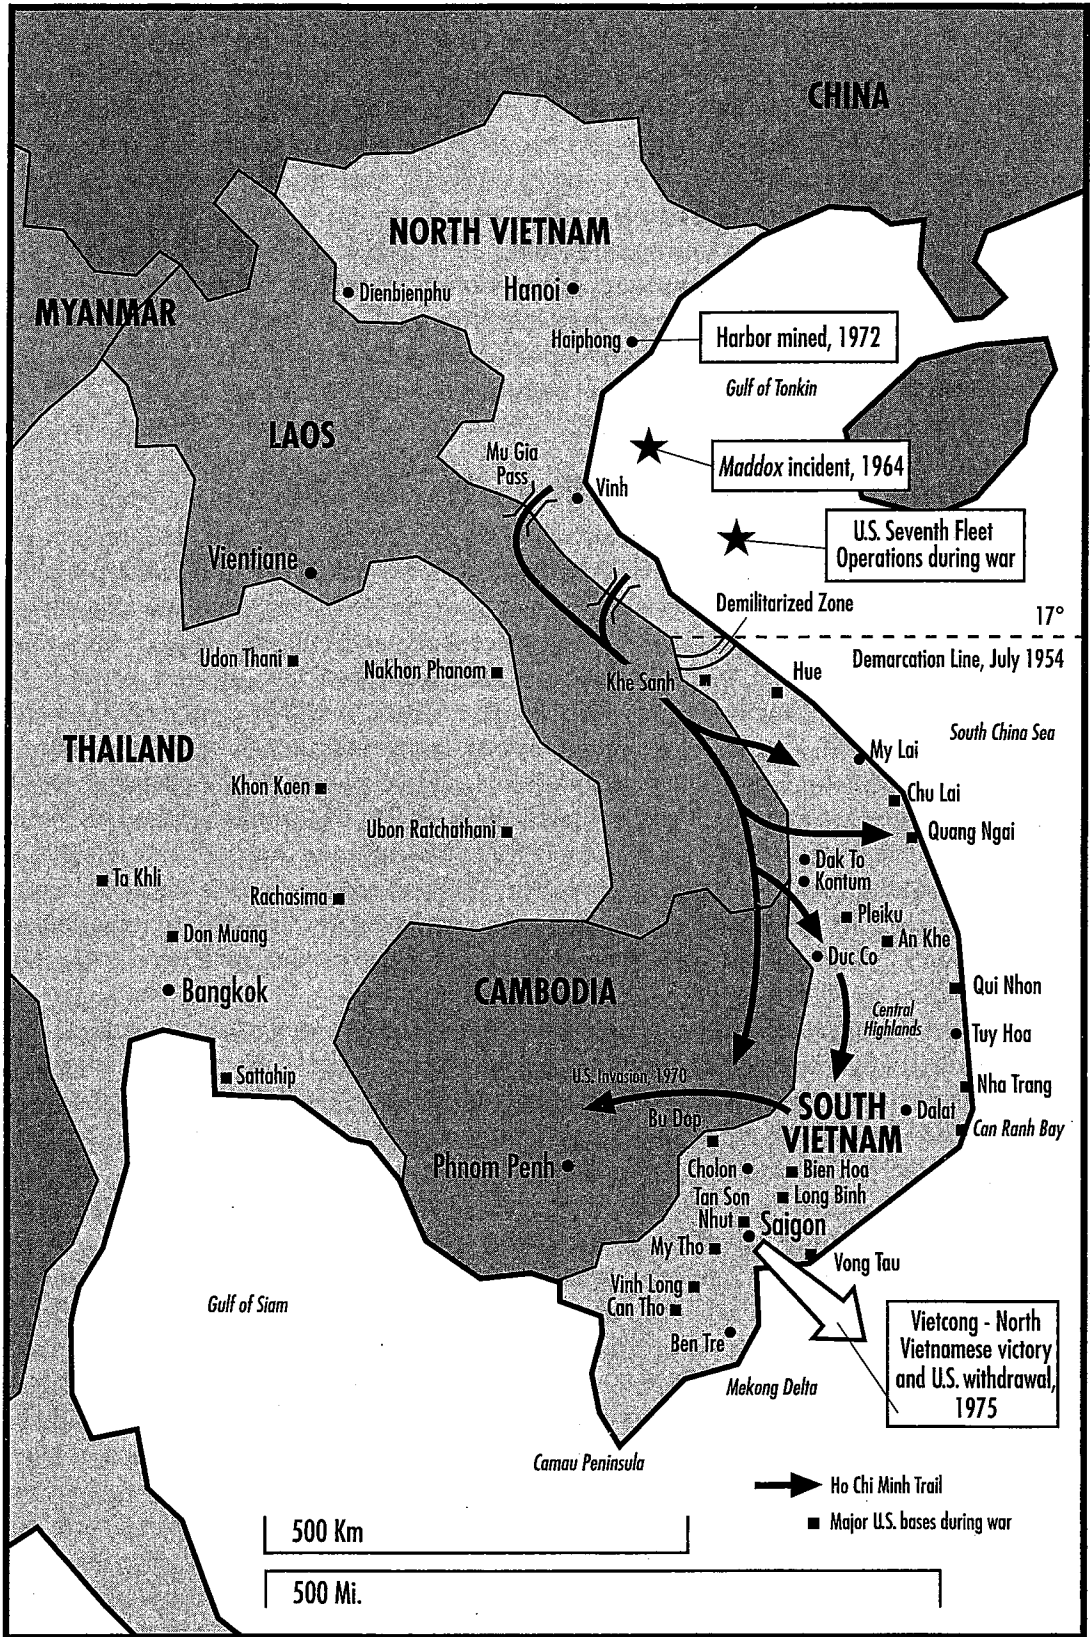 CHINA
NORTH VIETNAM
Dienbienphu
Hanoi
MYANMAR
Haiphong
Harbor mined, 1972
Gulf of Tonkin
LAOS
Mu Gia
Pass
Maddox incident, 1964
Vinh
Vientiane
U.S. Seventh Fleet
Operations during war
Demilitarized Zone
17°
Demarcation Line, July 1954
Udon Thani
Nakhon Phanom
Khe Sanh
Hue
South China Sea
THAILAND
My Lai
Khon Kaen
Chu Lai
Ubon Ratchathani
Quang Ngai
Dak To
Kontum
Ta Khli
Rachasima
Pleiku
Don Muang
An Khe
Duc Co
Bangkok
CAMBODIA
Qui Nhon
Central
Highlands
Tuy Hoa
Sattahip
U.S. Invasion, 1970
Nha Trang
Bu Dop
SOUTH
VIETNAM
Dalat
Can Ranh Bay
Phnom Penh
Cholon
Bien Hoa
Tan Son
Nhut
Long Binh
Saigon
My Tho
Vong Tau
Vinh Long
Can Tho
Gulf of Siam
Ben Tre
Vietcong - North
Vietnamese victory
and U.S. withdrawal,
1975
Mekong Delta
Camau Peninsula
Ho Chi Minh Trail
Major U.S. bases during war
500 Km
500 Mi.